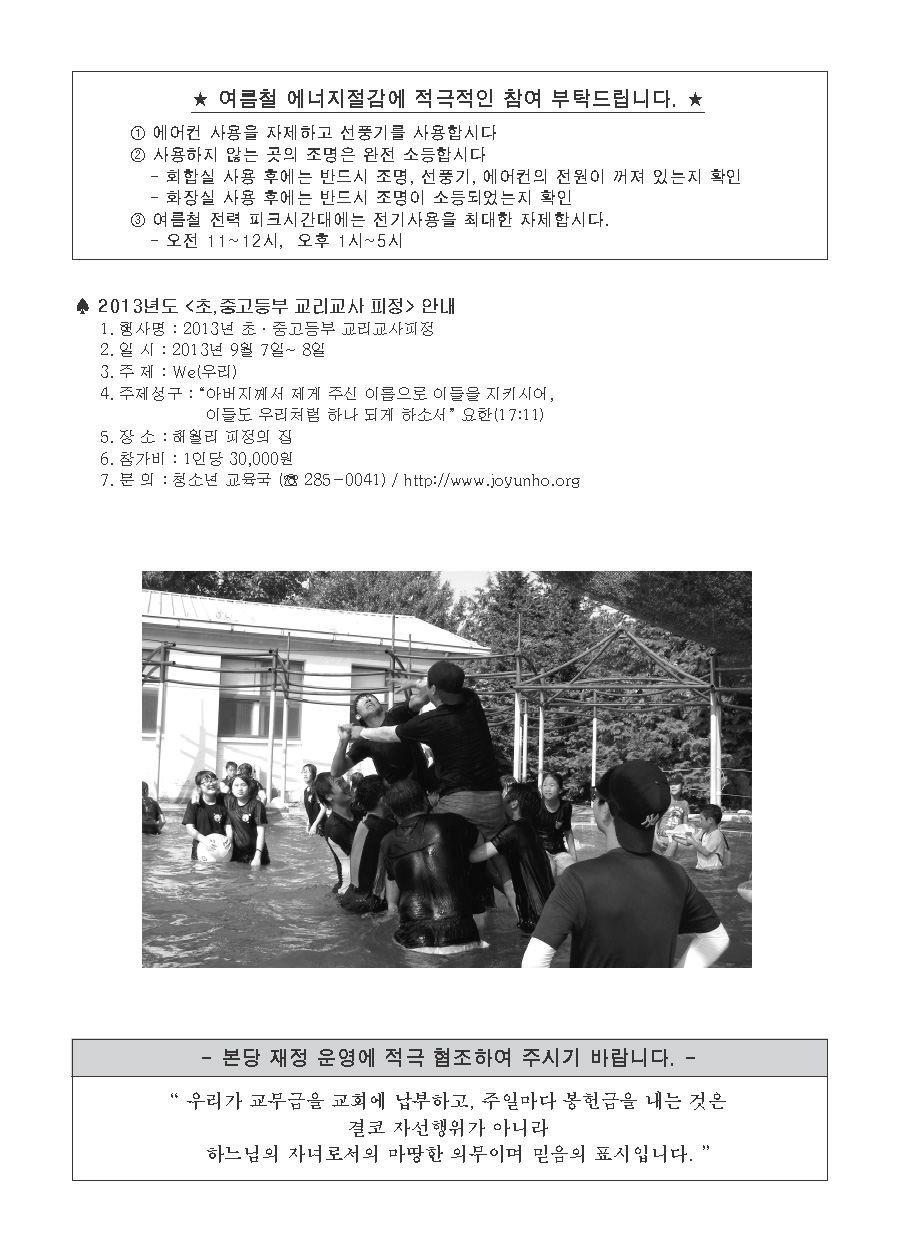 ★ 여름철 에너지절감에 적극적인 참여 부탁드립니다. ★
① 에어컨 사용을 자제하고 선풍기를 사용합시다
② 사용하지 않는 곳의 조명은 완전 소등합시다
- 회합실 사용 후에는 반드시 조명, 선풍기, 에어컨의 전원이 꺼져 있는지 확인
- 화장실 사용 후에는 반드시 조명이 소등되었는지 확인
③ 여름철 전력 피크시간대에는 전기사용을 최대한 자제합시다.
- 오전 11~12시, 오후 1시~5시
♠ 2013년도 <초,중고등부 교리교사 피정> 안내
1. 행사명 : 2013년 초·중고등부 교리교사피정
2. 일 시 : 2013년 9월 7일~ 8일
3. 주 제 : We(우리)
4. 주제성구 : “아버지께서 제게 주신 이름으로 이들을 지키시어,
이들도 우리처럼 하나 되게 하소서” 요한(17:11)
5. 장 소 : 해월리 피정의 집
6. 참가비 : 1인당 30,000원
7. 문 의 : 청소년 교육국 (☏ 285-0041) / http://www.joyunho.org
- 본당 재정 운영에 적극 협조하여 주시기 바랍니다. -
“ 우리가 교무금을 교회에 납부하고, 주일마다 봉헌금을 내는 것은
결코 자선행위가 아니라
하느님의 자녀로서의 마땅한 의무이며 믿음의 표시입니다. ”